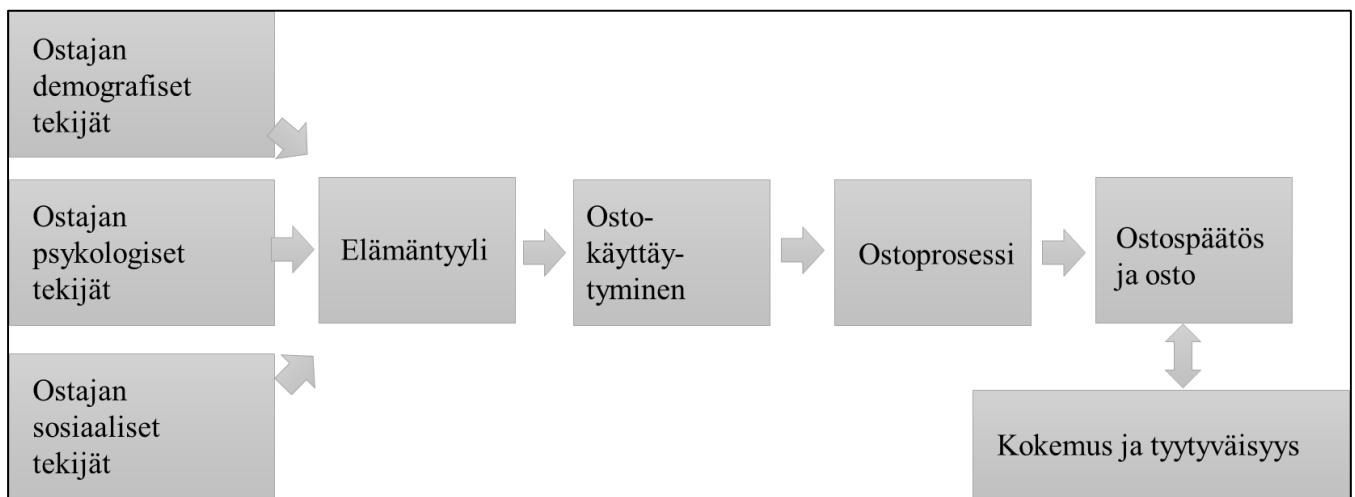 Ostajan
demografiset
tekijät
Ostajan
psykologiset
tekijät
Ostajan
sosiaaliset
tekijät
Elämäntyyli
Osto-
käyttäy-
tyminen
Ostoprosessi
Ostospäätös
ja osto
Kokemus ja tyytyväisyys